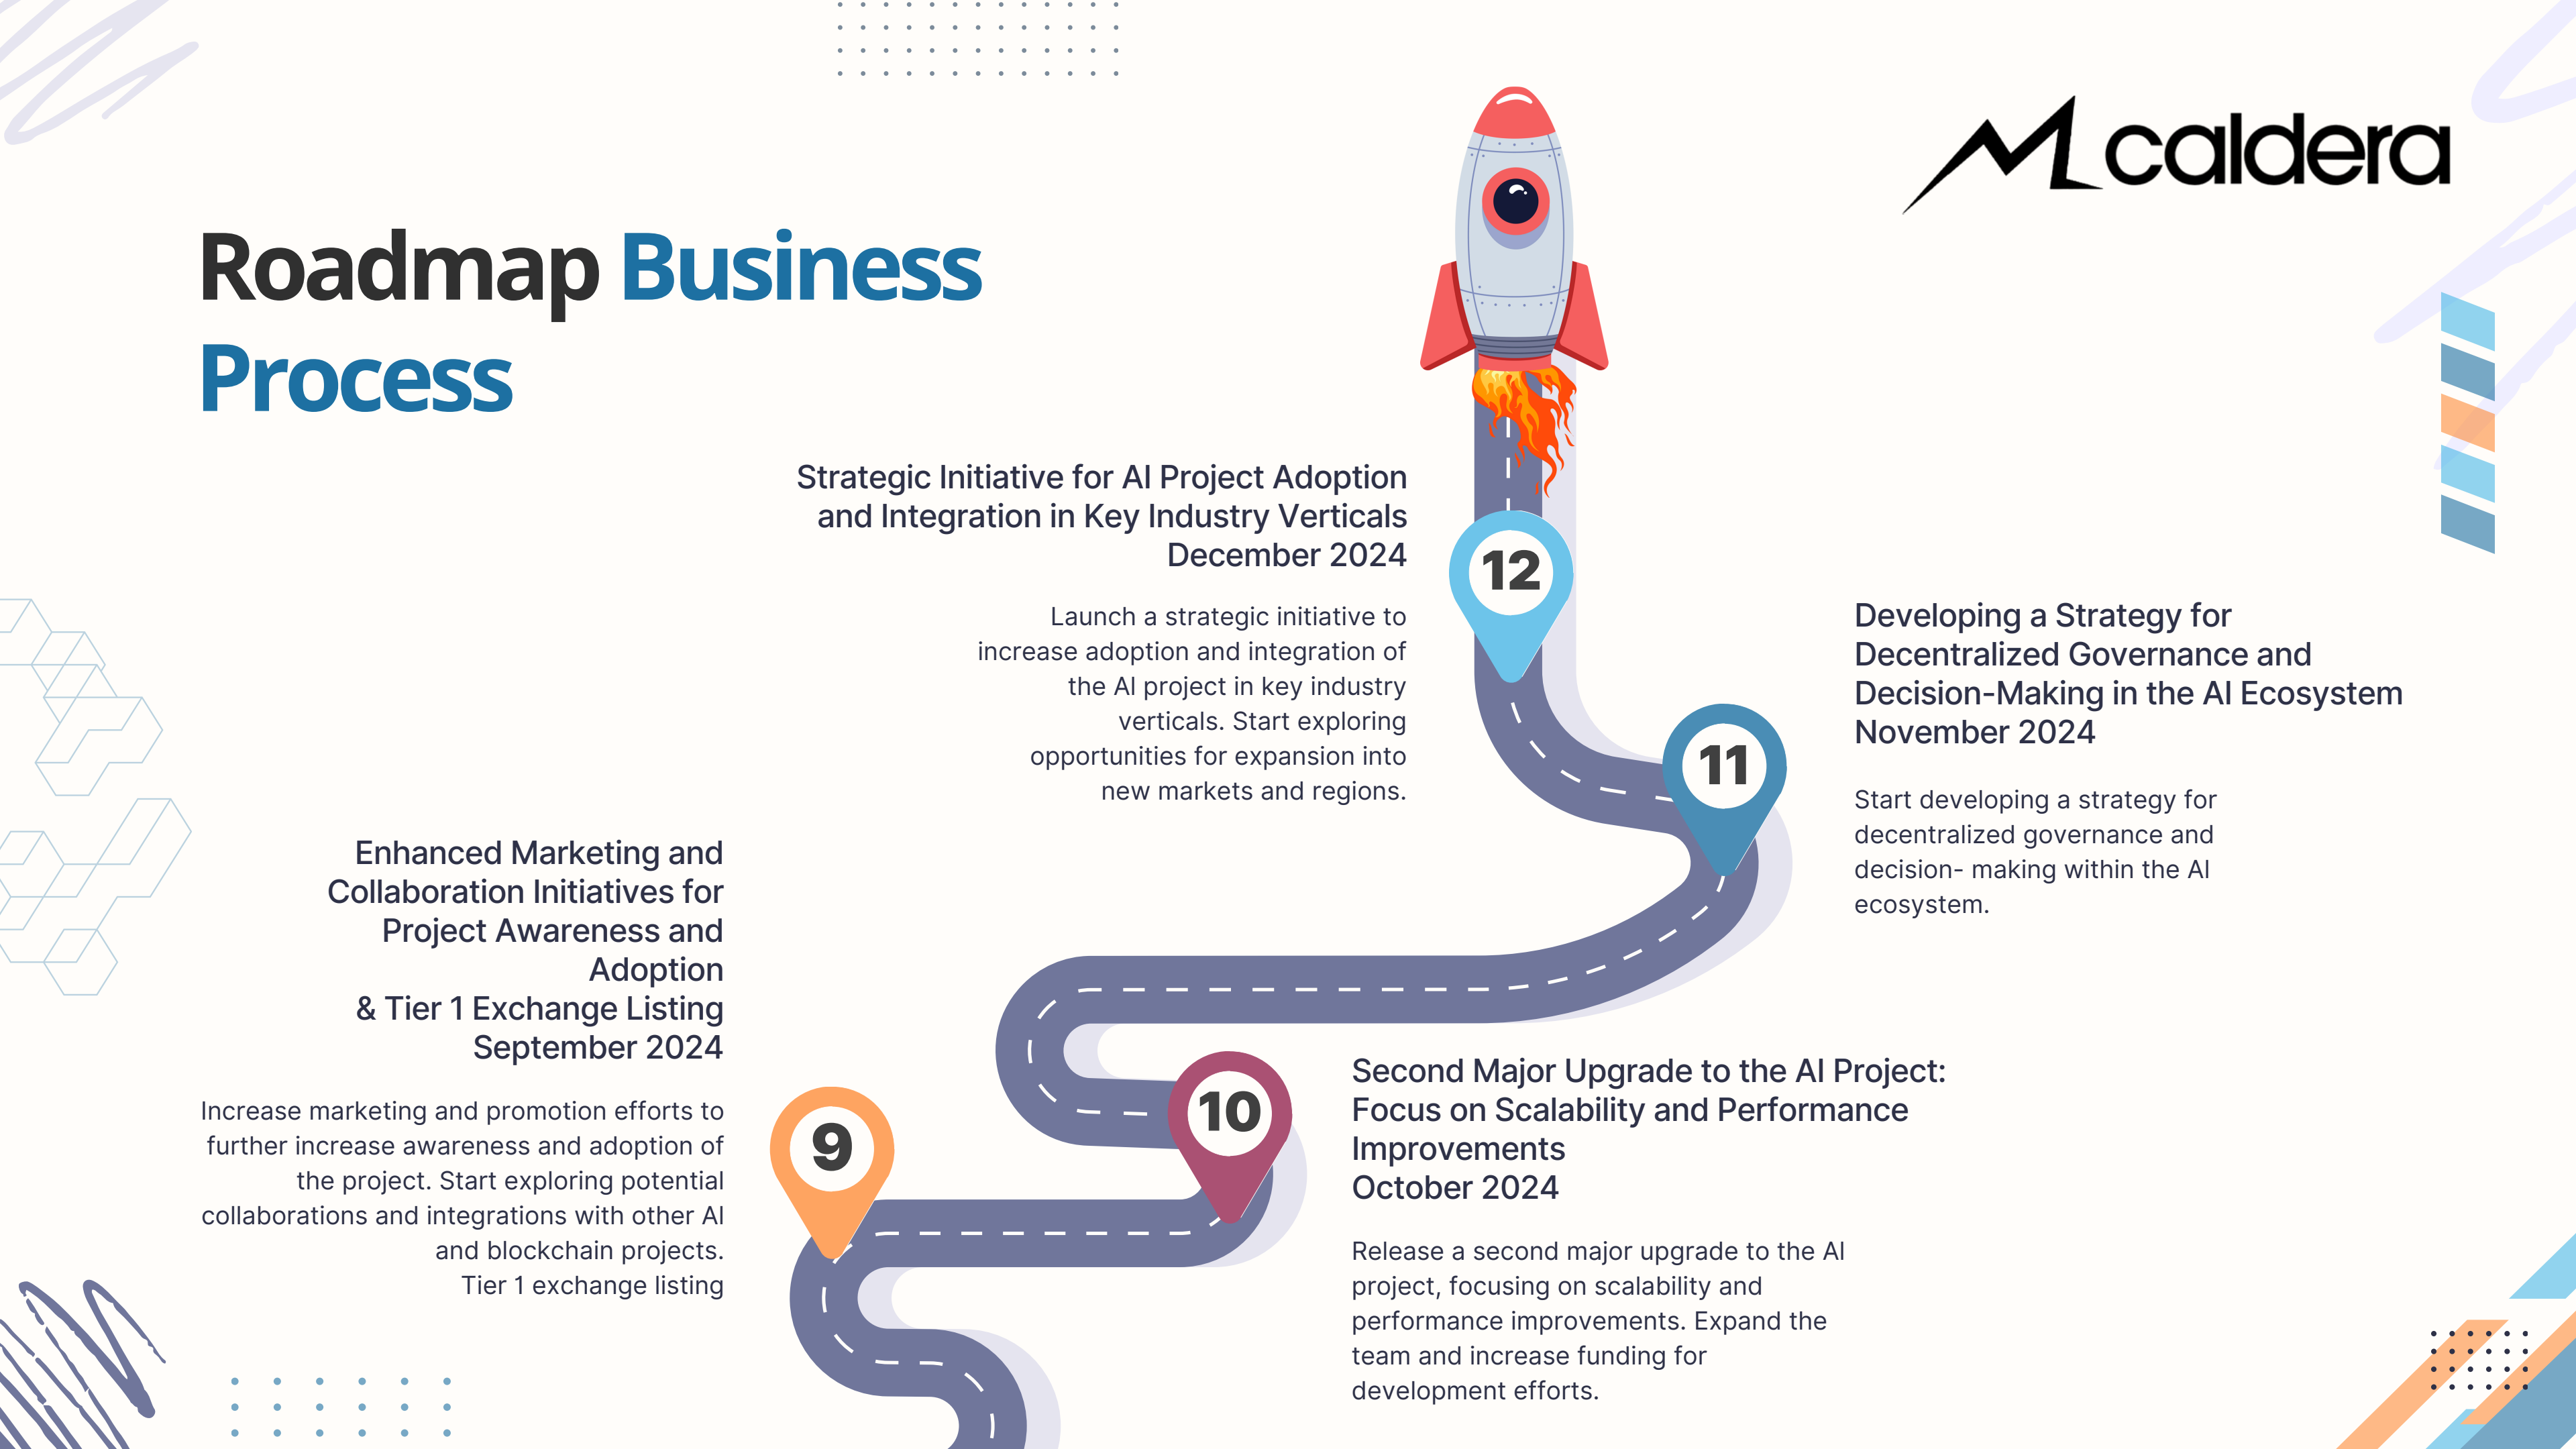 caldera
Roadmap Business
Process
Strategic Initiative for AI Project Adoption
and Integration in Key Industry Verticals
December 2024
Launch a strategic initiative to
increase adoption and integration of
the AI project in key industry
verticals. Start exploring
opportunities for expansion into
new markets and regions.
12
11
Developing a Strategy for
Decentralized Governance and
Decision-Making in the AI Ecosystem
November 2024
Start developing a strategy for
decentralized governance and
decision- making within the AI
ecosystem.
Enhanced Marketing and
Collaboration Initiatives for
Project Awareness and
Adoption
& Tier 1 Exchange Listing
September 2024
Increase marketing and promotion efforts to
further increase awareness and adoption of
the project. Start exploring potential
collaborations and integrations with other AI
and blockchain projects.
Tier 1 exchange listing
9
10
Second Major Upgrade to the AI Project:
Focus on Scalability and Performance
Improvements
October 2024
Release a second major upgrade to the AI
project, focusing on scalability and
performance improvements. Expand the
team and increase funding for
development efforts.